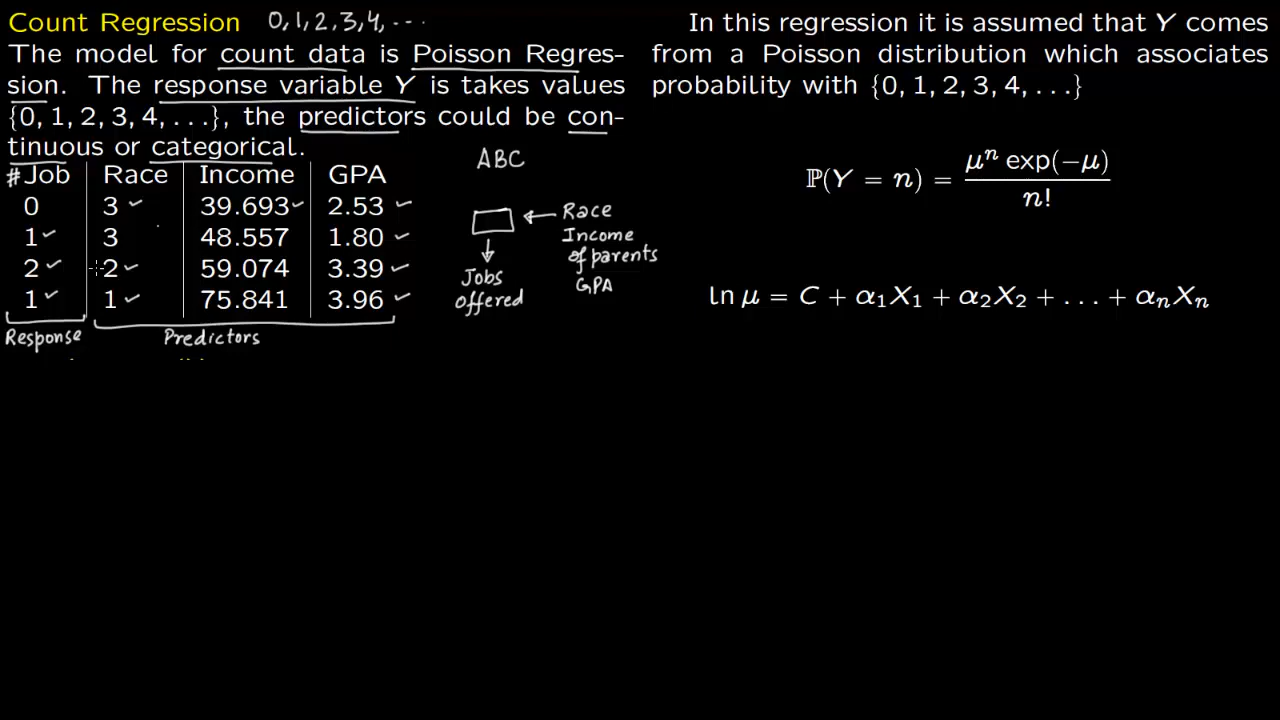 Count Regression 0, 1, 2, 3, 4, ...
The model for count data is Poisson Regres-
sion. The response variable Y is takes values
{0, 1, 2, 3, 4, . . .}, the predictors could be con-
tinuous or categorical.
#Job Race Income GPA
0 3 39.693 2.53
1 3 48.557 1.80
2 2 59.074 3.39
1 1 75.841 3.96
Response Predictors
ABC
Race
Income
of parents
GPA
Jobs
offered
In this regression it is assumed that Y comes
from a Poisson distribution which associates
probability with {0, 1, 2, 3, 4, . . .}
ℙ(Y = n) = μⁿ exp(−μ) / n!
ln μ = C + α₁X₁ + α₂X₂ + . . . + αₙXₙ